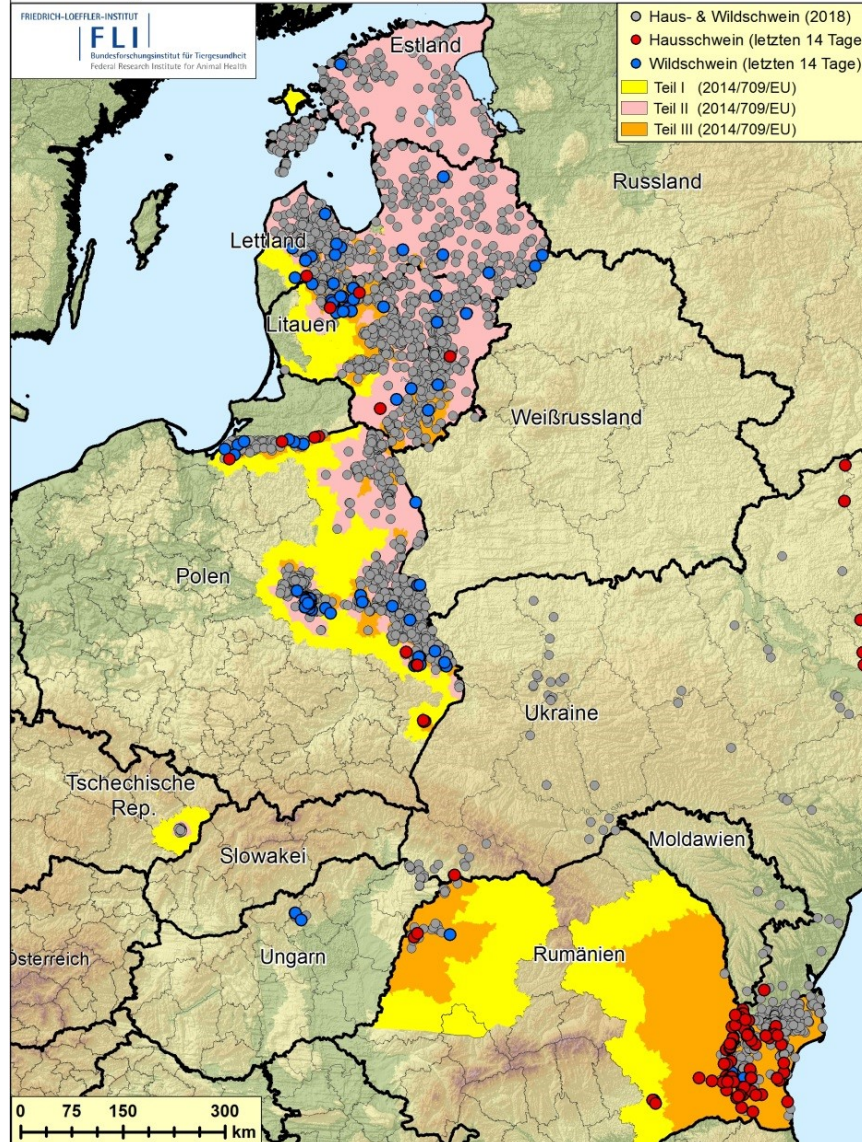 FRIEDRICH-LOEFFLER-INSTITUT
FLI
Bundesforschungsinstitut für Tiergesundheit
Federal Research Institute for Animal Health
Haus- & Wildschwein (2018)
Hausschwein (letzten 14 Tage)
Wildschwein (letzten 14 Tage)
Teil I (2014/709/EU)
Teil II (2014/709/EU)
Teil III (2014/709/EU)
Estland
Russland
Lettland
Litauen
Weißrussland
Polen
Ukraine
Tschechische
Rep.
Slowakei
Moldawien
Österreich
Ungarn
Rumänien
0 75 150 300
km